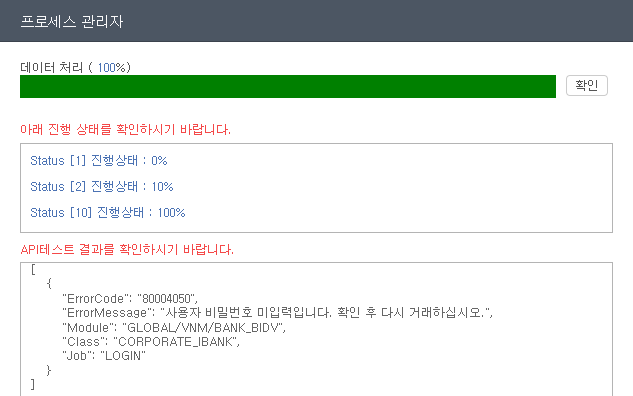 프로세스 관리자
데이터 처리 ( 100%)
확인
아래 진행 상태를 확인하시기 바랍니다.
Status [1] 진행상태 : 0%
Status [2] 진행상태 : 10%
Status [10] 진행상태 : 100%
API테스트 결과를 확인하시기 바랍니다.
[
{
"ErrorCode": "80004050",
"ErrorMessage": "사용자 비밀번호 미입력입니다. 확인 후 다시 거래하십시오.",
"Module": "GLOBAL/VNM/BANK_BIDV",
"Class": "CORPORATE_IBANK",
"Job": "LOGIN"
}
]